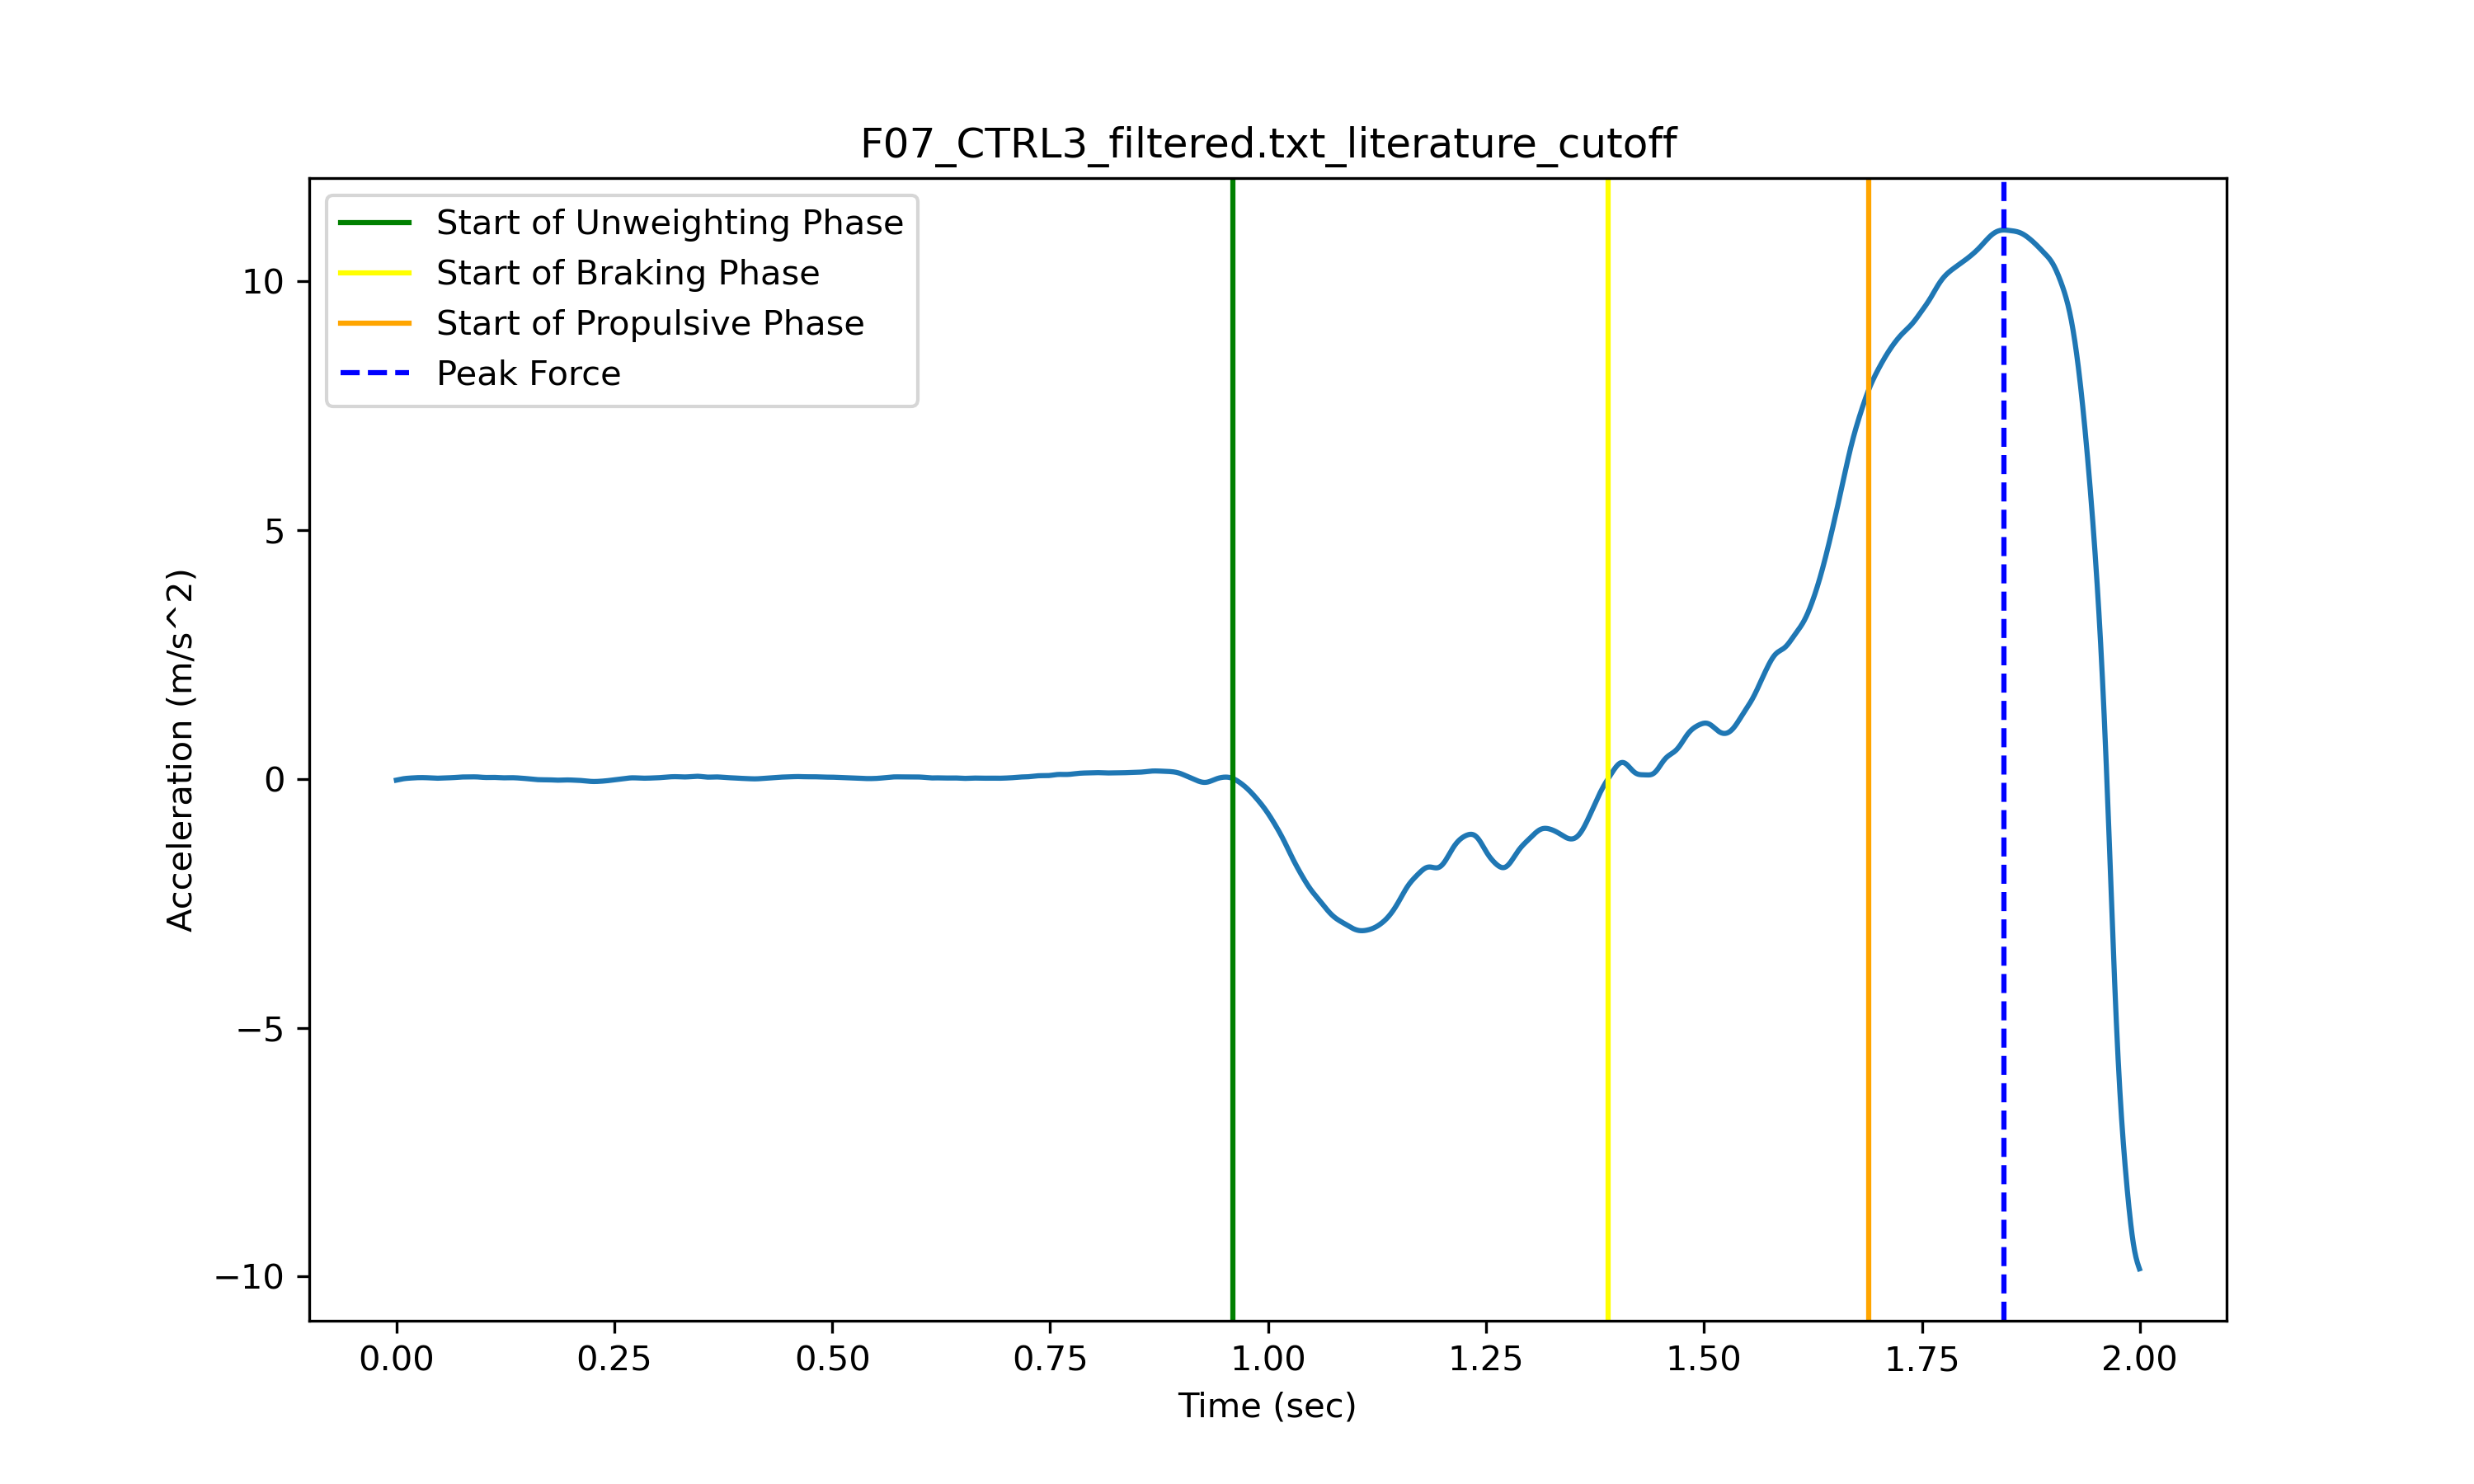 F07_CTRL3_filtered.txt_literature_cutoff
Start of Unweighting Phase
Start of Braking Phase
Start of Propulsive Phase
Peak Force
Acceleration (m/s^2)
10
5
0
−5
−10
0.00 0.25 0.50 0.75 1.00 1.25 1.50 1.75 2.00
Time (sec)